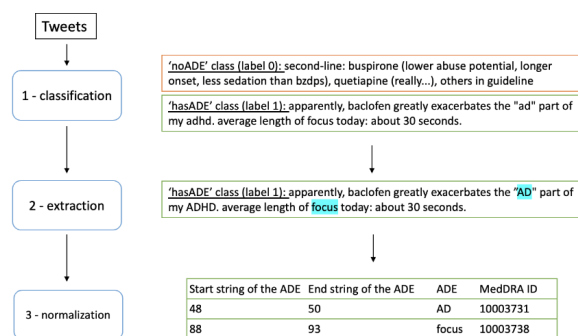 Tweets
1 - classification
'noADE' class (label 0): second-line: buspirone (lower abuse potential, longer
onset, less sedation than bzdps), quetiapine (really...), others in guideline
'hasADE' class (label 1): apparently, baclofen greatly exacerbates the "ad" part of
my adhd. average length of focus today: about 30 seconds.
2 - extraction
'hasADE' class (label 1): apparently, baclofen greatly exacerbates the "AD" part of
my ADHD. average length of focus today: about 30 seconds.
3 - normalization
Start string of the ADE End string of the ADE ADE MedDRA ID
48 50 AD 10003731
88 93 focus 10003738